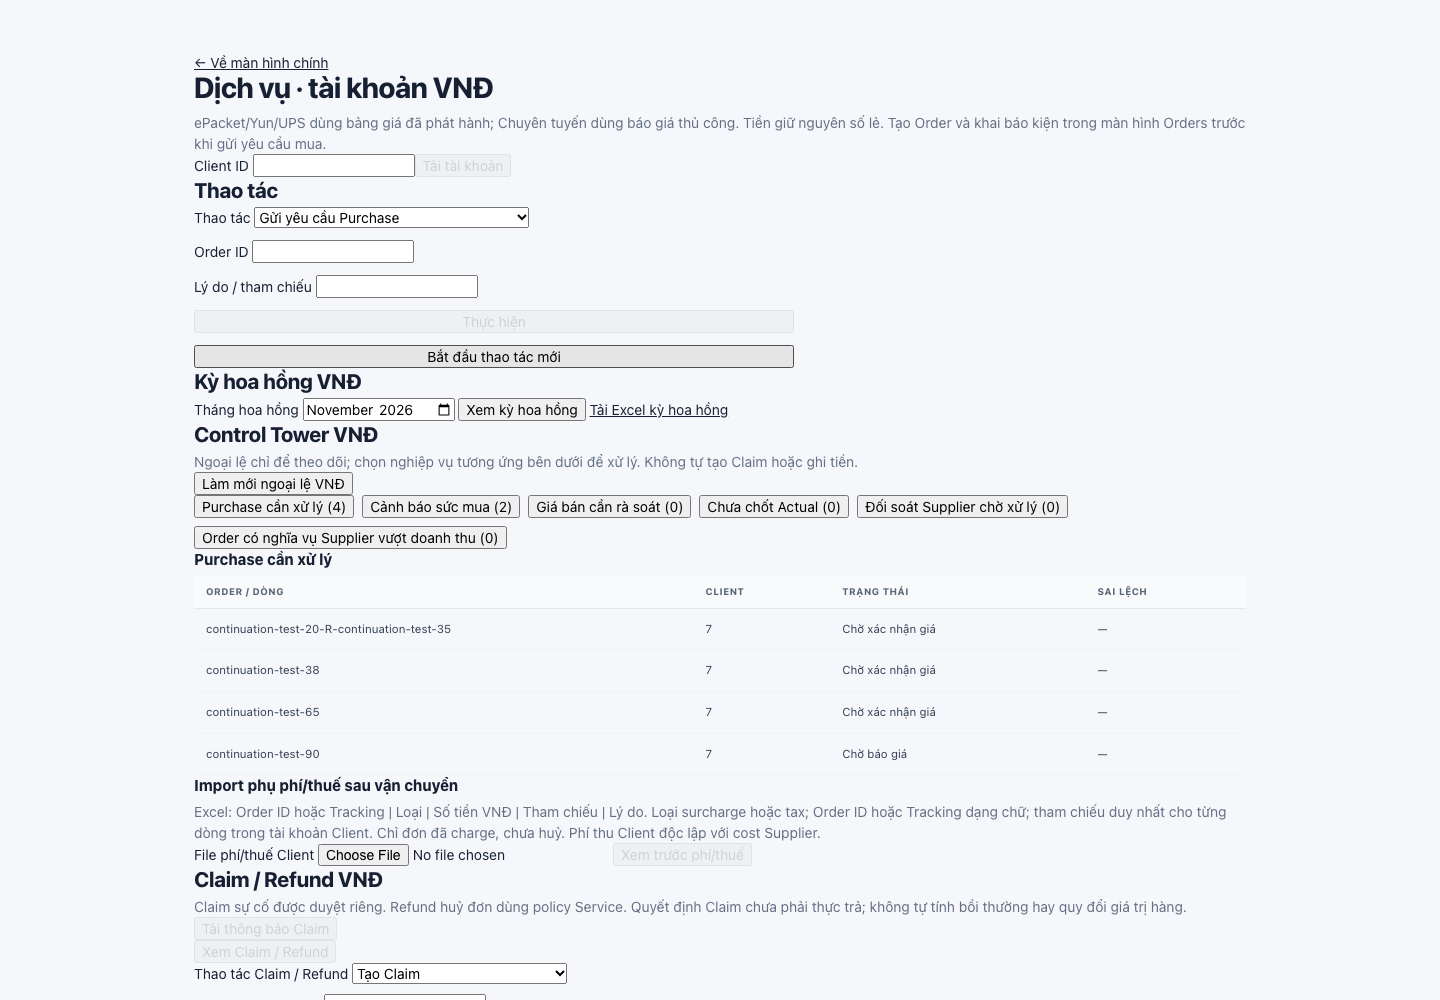 ← Về màn hình chính
Dịch vụ · tài khoản VNĐ
ePacket/Yun/UPS dùng bảng giá đã phát hành; Chuyên tuyến dùng báo giá thủ công. Tiền giữ nguyên số lẻ. Tạo Order và khai báo kiện trong màn hình Orders trước
khi gửi yêu cầu mua.
Client ID Tải tài khoản
Thao tác
Thao tác Gửi yêu cầu Purchase
Order ID
Lý do / tham chiếu
Thực hiện
Bắt đầu thao tác mới
Kỳ hoa hồng VNĐ
Tháng hoa hồng November 2026 Xem kỳ hoa hồng Tải Excel kỳ hoa hồng
Control Tower VNĐ
Ngoại lệ chỉ để theo dõi; chọn nghiệp vụ tương ứng bên dưới để xử lý. Không tự tạo Claim hoặc ghi tiền.
Làm mới ngoại lệ VNĐ
Purchase cần xử lý (4) Cảnh báo sức mua (2) Giá bán cần rà soát (0) Chưa chốt Actual (0) Đối soát Supplier chờ xử lý (0)
Order có nghĩa vụ Supplier vượt doanh thu (0)
Purchase cần xử lý
ORDER / DÒNG CLIENT TRẠNG THÁI SAI LỆCH
continuation-test-20-R-continuation-test-35 7 Chờ xác nhận giá —
continuation-test-38 7 Chờ xác nhận giá —
continuation-test-65 7 Chờ xác nhận giá —
continuation-test-90 7 Chờ báo giá —
Import phụ phí/thuế sau vận chuyển
Excel: Order ID hoặc Tracking | Loại | Số tiền VNĐ | Tham chiếu | Lý do. Loại surcharge hoặc tax; Order ID hoặc Tracking dạng chữ; tham chiếu duy nhất cho từng
dòng trong tài khoản Client. Chỉ đơn đã charge, chưa huỷ. Phí thu Client độc lập với cost Supplier.
File phí/thuế Client Choose File No file chosen Xem trước phí/thuế
Claim / Refund VNĐ
Claim sự cố được duyệt riêng. Refund huỷ đơn dùng policy Service. Quyết định Claim chưa phải thực trả; không tự tính bồi thường hay quy đổi giá trị hàng.
Tải thông báo Claim
Xem Claim / Refund
Thao tác Claim / Refund Tạo Claim